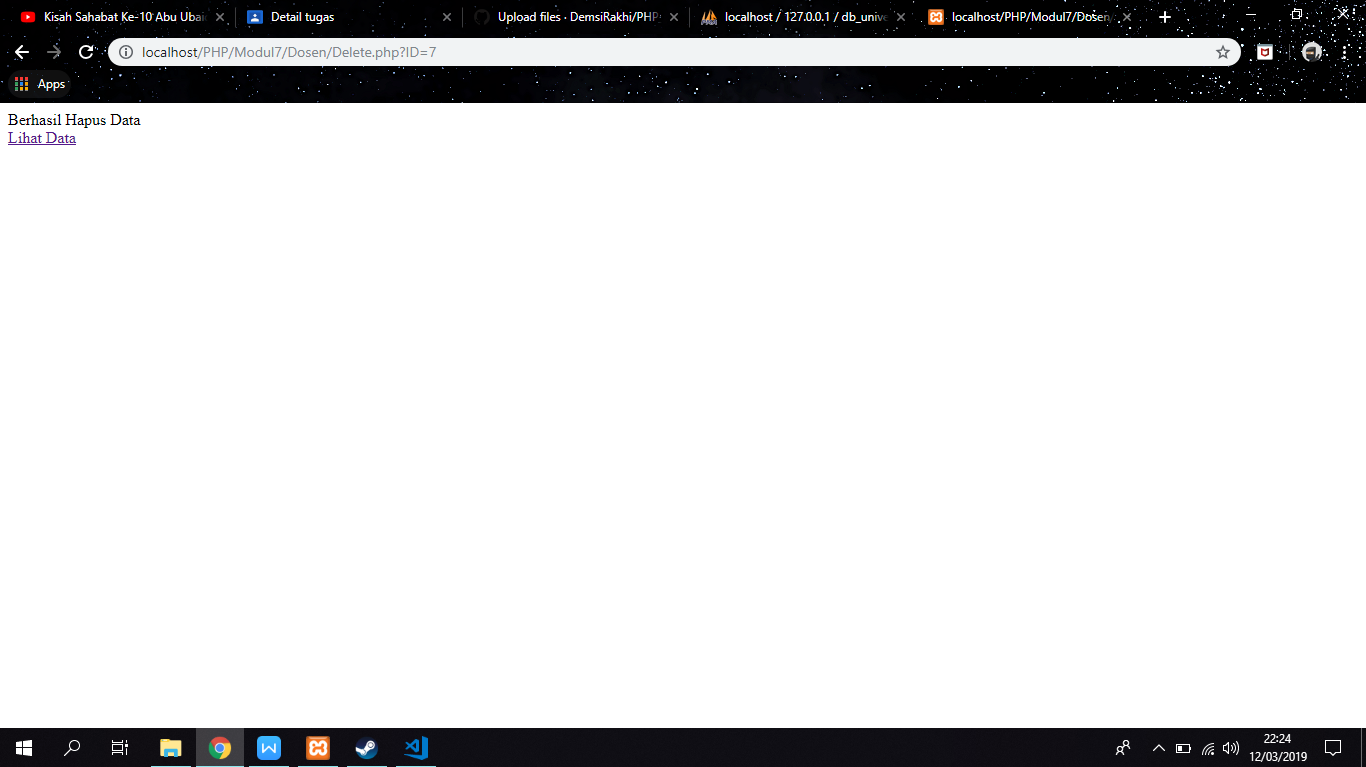 Kisah Sahabat Ke-10 Abu Ubai
Detail tugas
Upload files · DemsiRakhi/PHP
localhost / 127.0.0.1 / db_unive
localhost/PHP/Modul7/Dosen/
localhost/PHP/Modul7/Dosen/Delete.php?ID=7
Apps
Berhasil Hapus Data
Lihat Data
22:24
12/03/2019